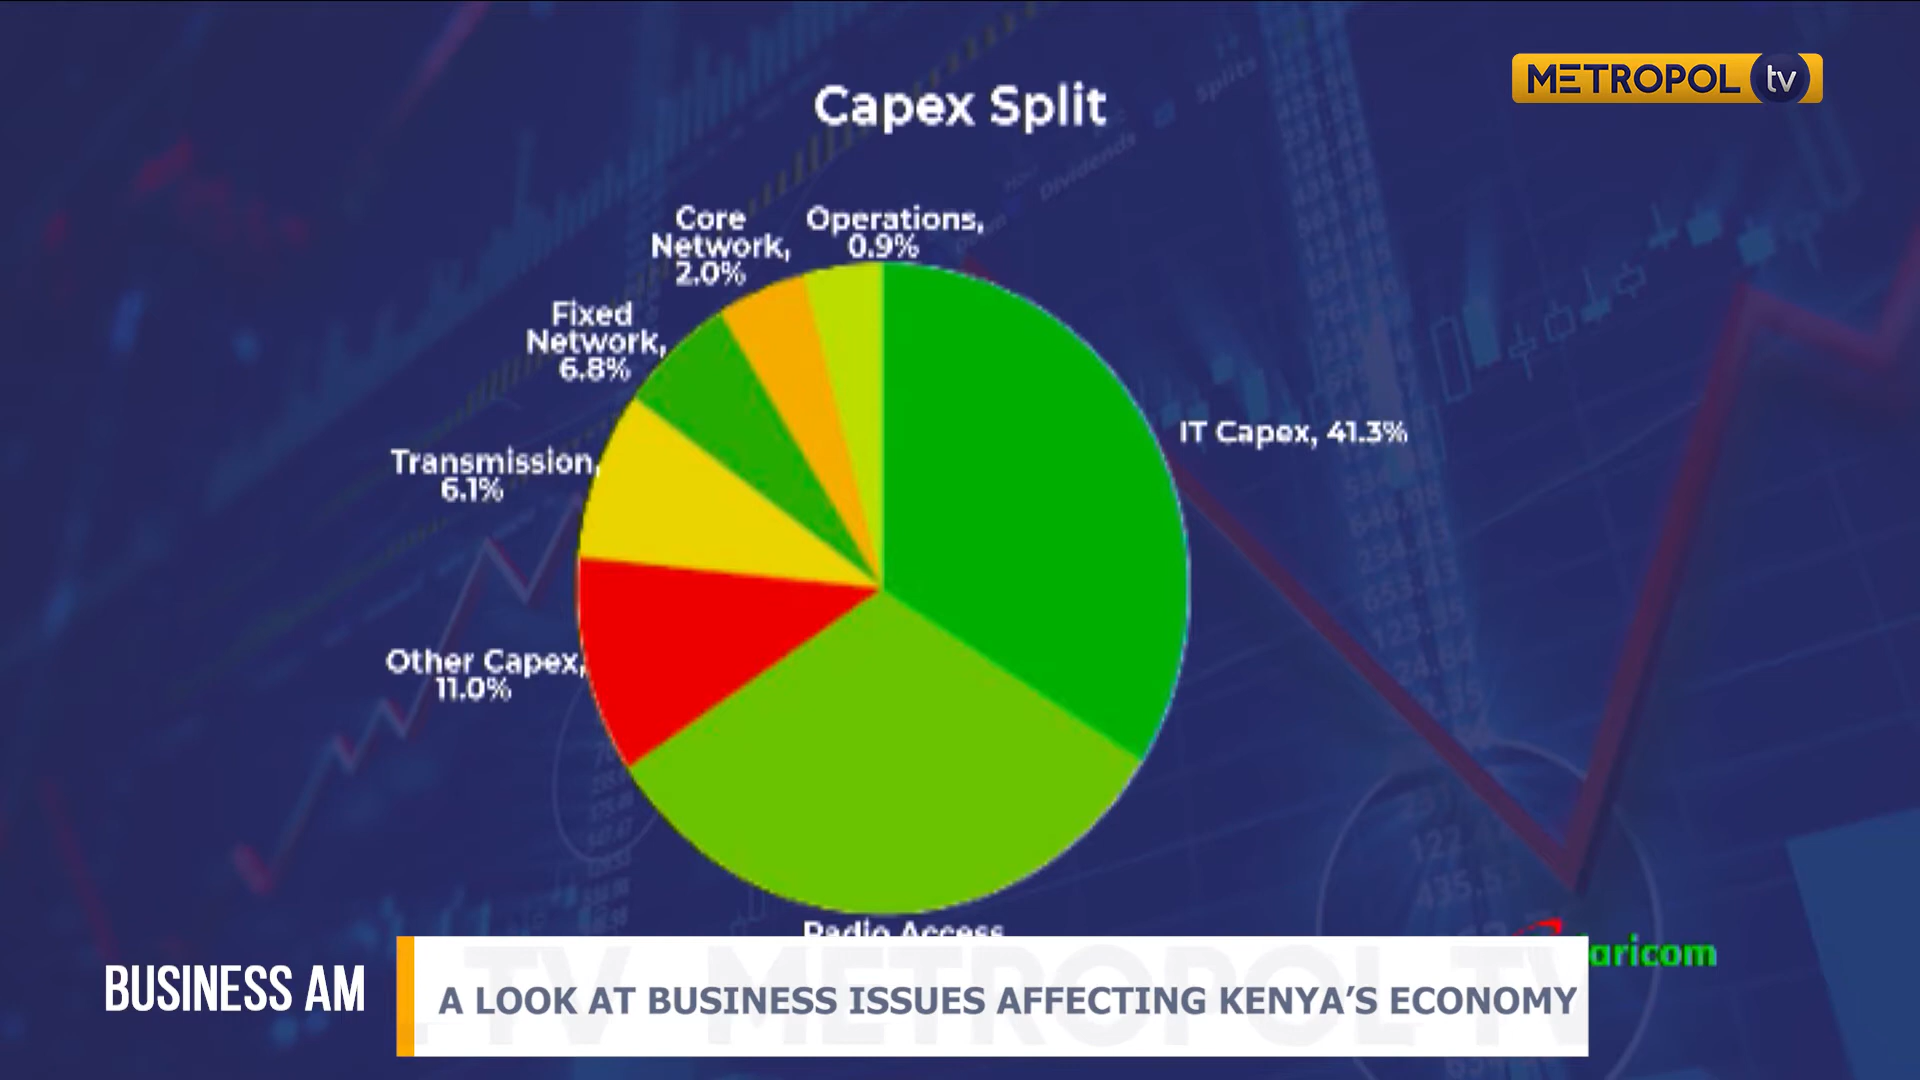 METROPOL tv
Capex Split
Core
Network,
2.0%
Operations,
0.9%
Fixed
Network,
6.8%
IT Capex, 41.3%
Transmission,
6.1%
Other Capex,
11.0%
Radio Access
aricom
BUSINESS AM
A LOOK AT BUSINESS ISSUES AFFECTING KENYA’S ECONOMY